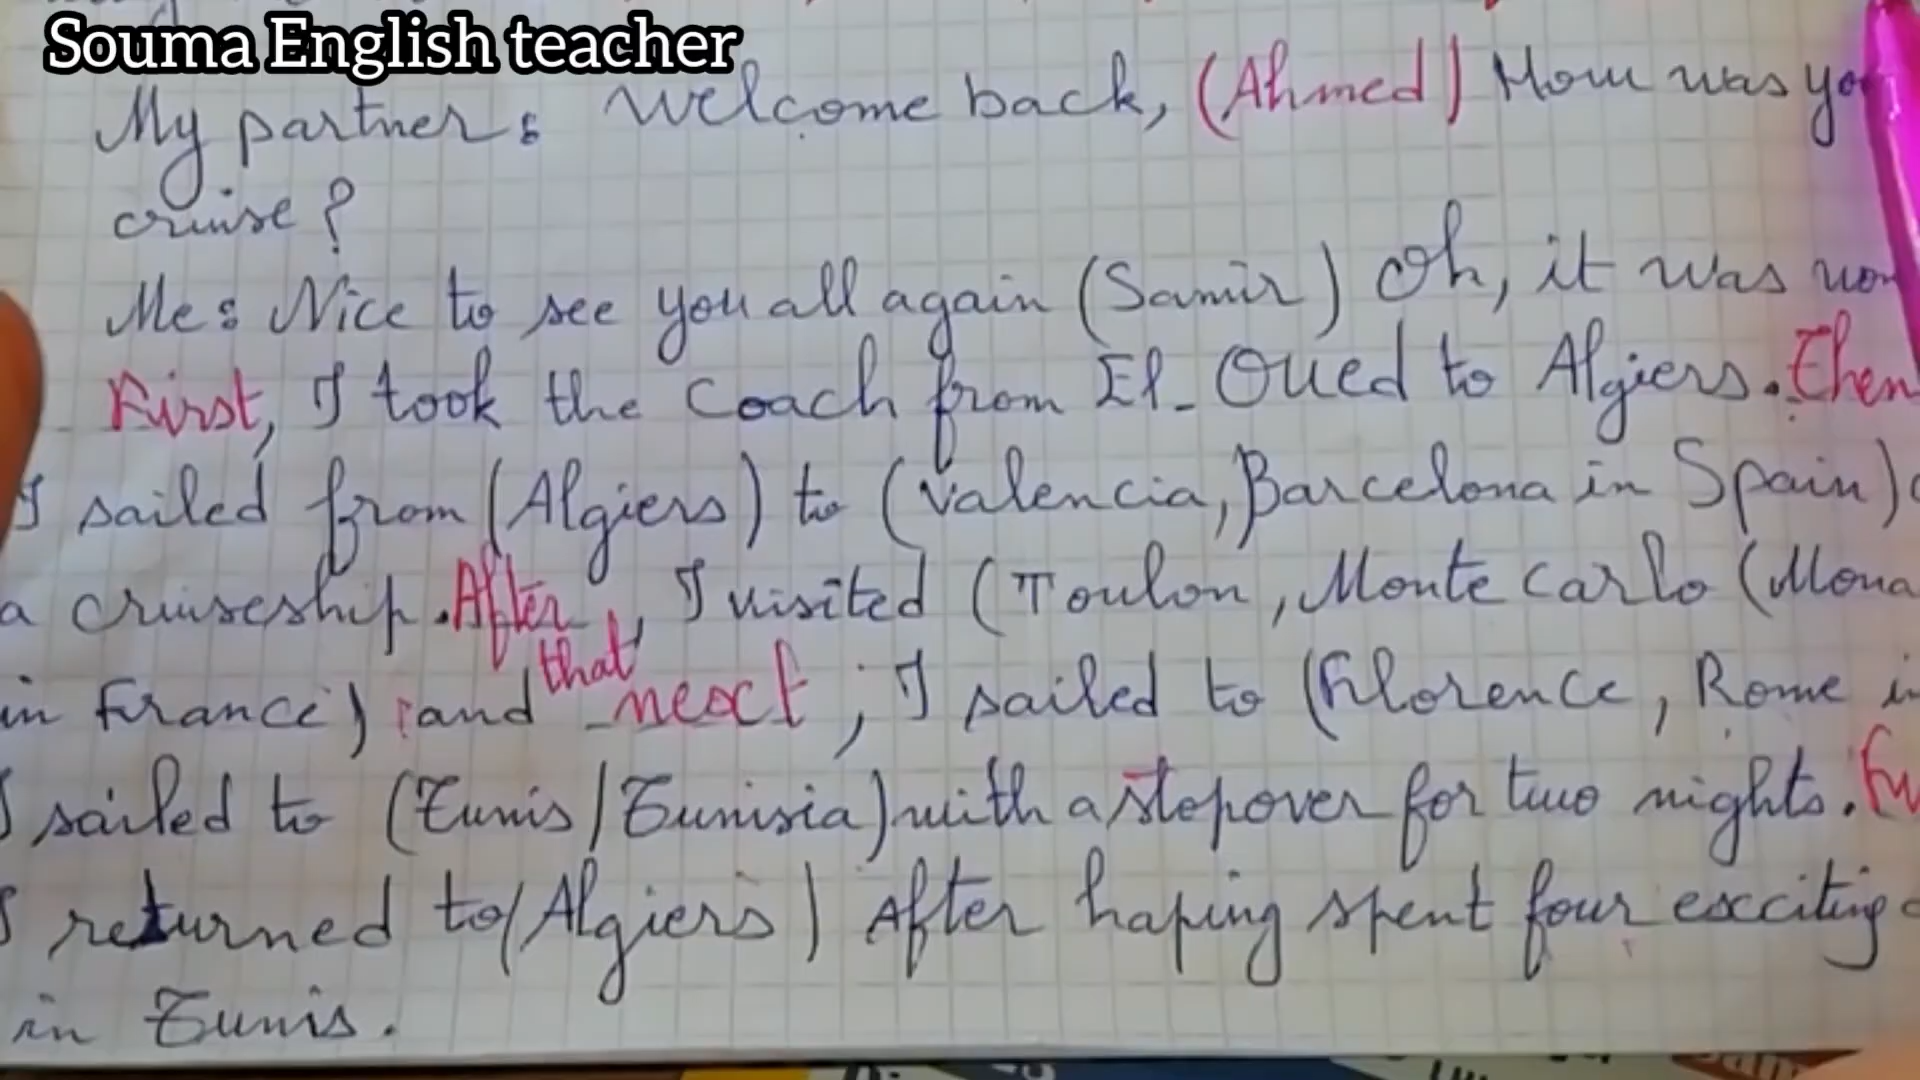 Souma English teacher
My partner: Welcome back, (Ahmed) How was
cruise?
Me: Nice to see you all again (Samir) Oh, it was
First, I took the coach from El-Oued to Algiers. Then
I sailed from (Algiers) to (Valencia, Barcelona in Spain)
a cruiseship. After that, I visited (Toulon, Monte Carlo (Mona
in France) and next, I sailed to (Florence, Rome in
I sailed to (Tunis/Tunisia) with a stepover for two nights.
I returned to (Algiers) After haping spent four exciting
in Tunis.